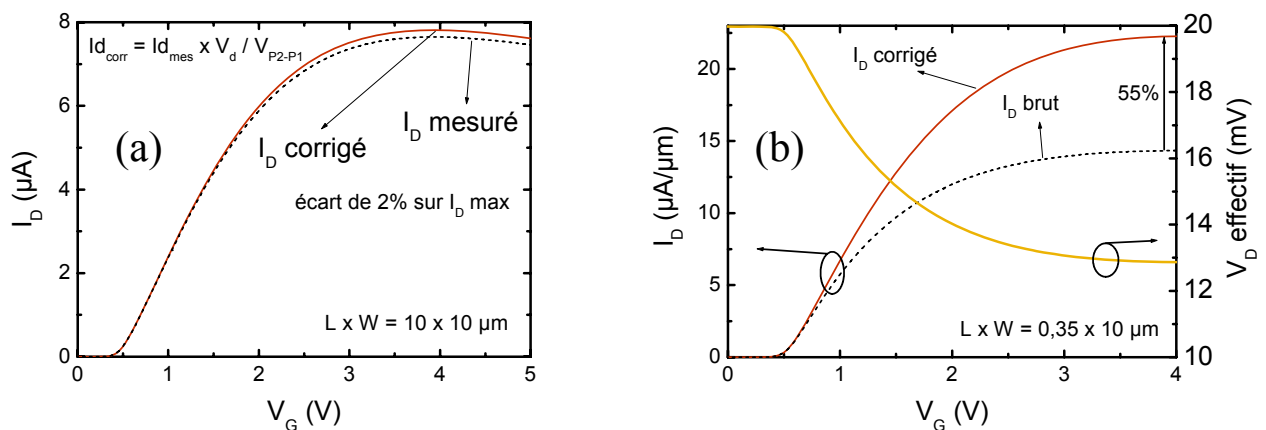 Id_corr = Id_mes x V_d / V_P2-P1
(a)
I_D mesuré
I_D corrigé
écart de 2% sur I_D max
L x W = 10 x 10 µm
I_D (µA)
0
2
4
6
8
0 1 2 3 4 5
V_G (V)
(b)
I_D corrigé
I_D brut
55%
L x W = 0,35 x 10 µm
I_D (µA/µm)
0
5
10
15
20
0 1 2 3 4
V_G (V)
10
12
14
16
18
20
V_D effectif (mV)